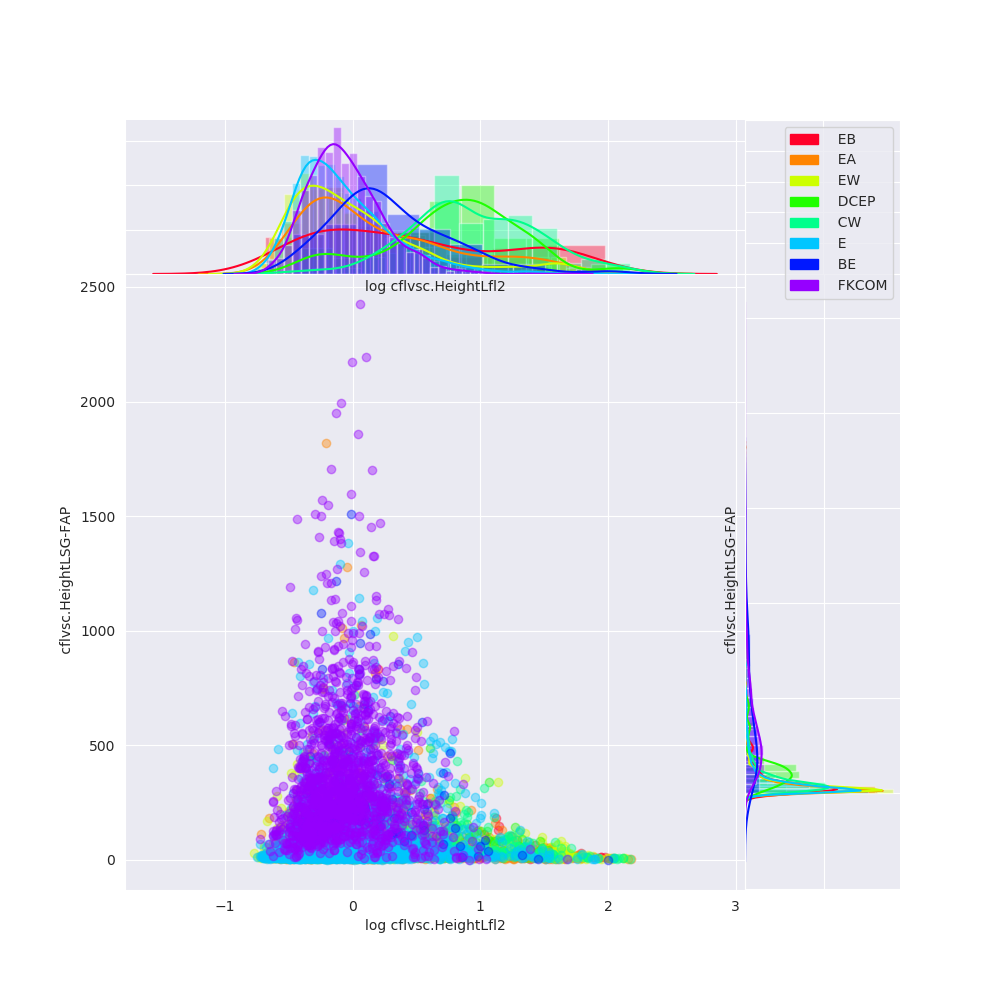 EB
EA
EW
DCEP
CW
E
BE
FKCOM
log cflvsc.HeightLfl2
2500
2000
1500
1000
500
0
cflvsc.HeightLSG-FAP
cflvsc.HeightLSG-FAP
−1 0 1 2 3
log cflvsc.HeightLfl2